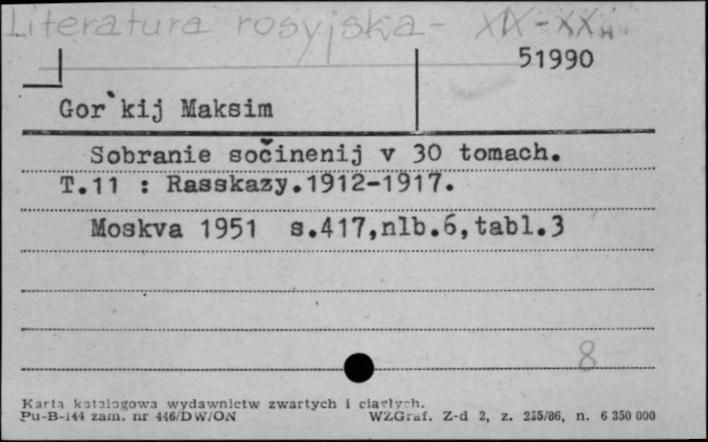 Literatura rosyjska - XIX-XX w.
51990
Gor`kij Maksim
Sobranie sočinenij v 30 tomach.
T.11 : Rasskazy.1912-1917.
Moskva 1951 s.417,nlb.6,tabl.3
8
Karta katalogowa wydawnictw zwartych i ciągłych.
Pu-B-144 zam. nr 446/DW/ON WZGraf. Z-d 2, z. 235/86, n. 6 350 000